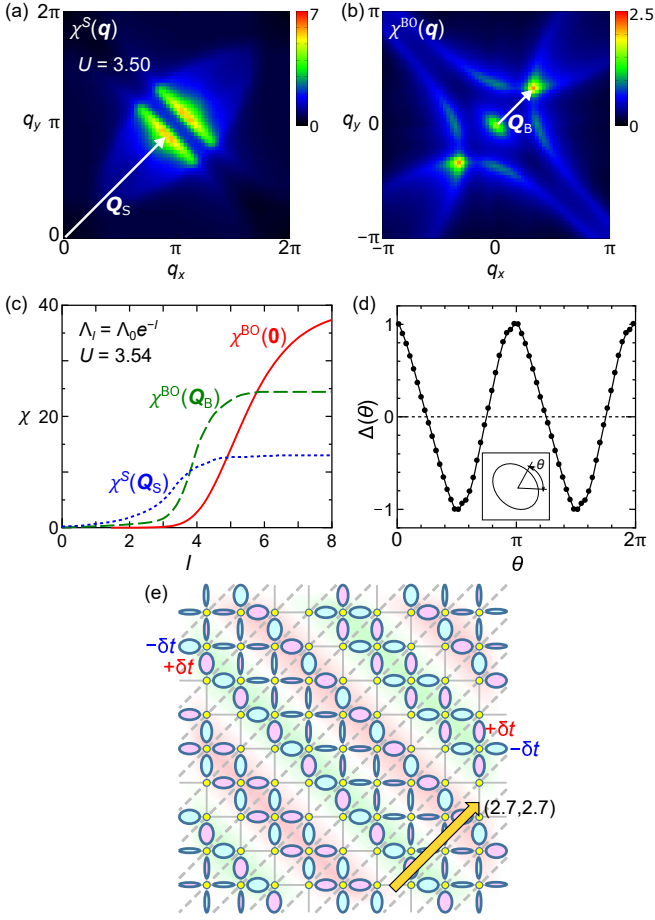 (a)
2π
χS(q)
U = 3.50
7
0
qy
π
QS
0
0
π
2π
qx
(b)
π
χBO(q)
2.5
0
qy
0
QB
−π
−π
0
π
qx
(c)
40
Λl = Λ0e−l
U = 3.54
χBO(0)
χBO(QB)
χ
20
χS(QS)
0
0
2
4
6
8
l
(d)
1
Δ(θ)
0
θ
−1
0
π
2π
θ
(e)
−δt
+δt
+δt
−δt
(2.7,2.7)